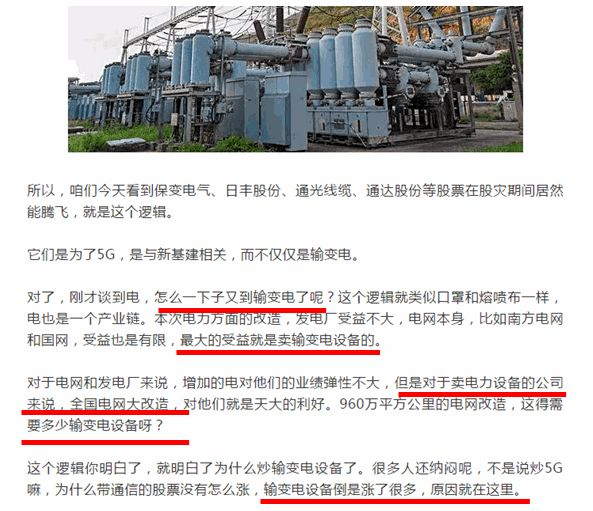 所以，咱们今天看到保变电气、日丰股份、通光线缆、通达股份等股票在股灾期间居然
能腾飞，就是这个逻辑。
它们是为了5G，是与新基建相关，而不仅仅是输变电。
对了，刚才谈到电，怎么一下子又到输变电了呢？这个逻辑就类似口罩和熔喷布一样，
电也是一个产业链。本次电力方面的改造，发电厂受益不大，电网本身，比如南方电网
和国网，受益也是有限，最大的受益就是卖输变电设备的。
对于电网和发电厂来说，增加的电对他们的业绩弹性不大，但是对于卖电力设备的公司
来说，全国电网大改造，对他们就是天大的利好。960万平方公里的电网改造，这得需
要多少输变电设备呀？
这个逻辑你明白了，就明白了为什么炒输变电设备了。很多人还纳闷呢，不是说炒5G
嘛，为什么带通信的股票没有怎么涨，输变电设备倒是涨了很多，原因就在这里。